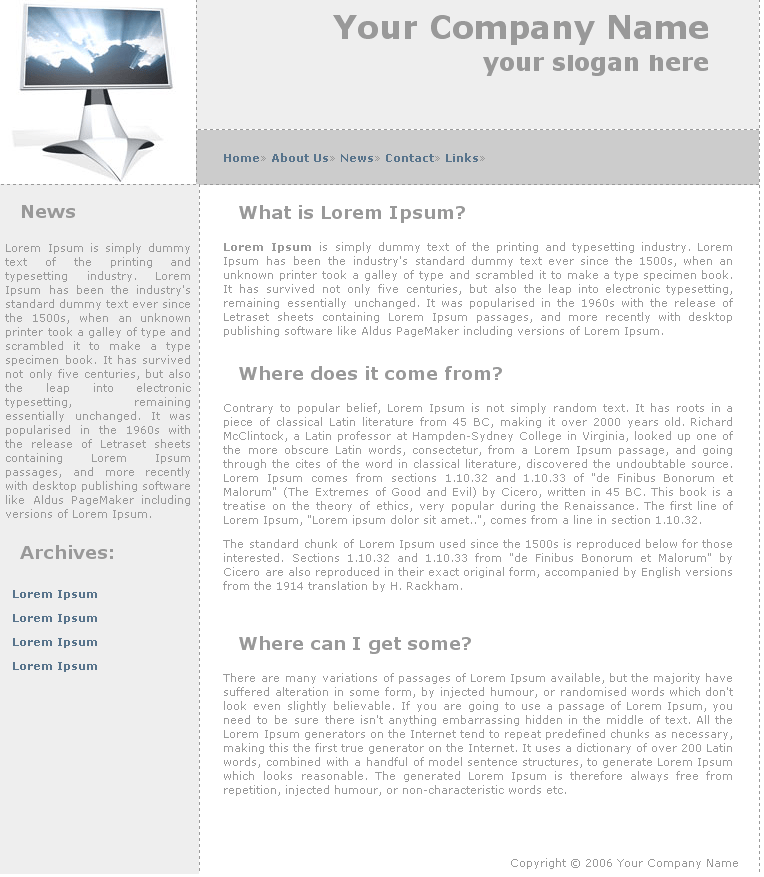 Your Company Name
your slogan here
Home» About Us» News» Contact» Links»
News
Lorem Ipsum is simply dummy
text of the printing and
typesetting industry. Lorem
Ipsum has been the industry's
standard dummy text ever since
the 1500s, when an unknown
printer took a galley of type and
scrambled it to make a type
specimen book. It has survived
not only five centuries, but also
the leap into electronic
typesetting, remaining
essentially unchanged. It was
popularised in the 1960s with
the release of Letraset sheets
containing Lorem Ipsum
passages, and more recently
with desktop publishing software
like Aldus PageMaker including
versions of Lorem Ipsum.
Archives:
Lorem Ipsum
Lorem Ipsum
Lorem Ipsum
Lorem Ipsum
What is Lorem Ipsum?
Lorem Ipsum is simply dummy text of the printing and typesetting industry. Lorem
Ipsum has been the industry's standard dummy text ever since the 1500s, when an
unknown printer took a galley of type and scrambled it to make a type specimen book.
It has survived not only five centuries, but also the leap into electronic typesetting,
remaining essentially unchanged. It was popularised in the 1960s with the release of
Letraset sheets containing Lorem Ipsum passages, and more recently with desktop
publishing software like Aldus PageMaker including versions of Lorem Ipsum.
Where does it come from?
Contrary to popular belief, Lorem Ipsum is not simply random text. It has roots in a
piece of classical Latin literature from 45 BC, making it over 2000 years old. Richard
McClintock, a Latin professor at Hampden-Sydney College in Virginia, looked up one of
the more obscure Latin words, consectetur, from a Lorem Ipsum passage, and going
through the cites of the word in classical literature, discovered the undoubtable source.
Lorem Ipsum comes from sections 1.10.32 and 1.10.33 of "de Finibus Bonorum et
Malorum" (The Extremes of Good and Evil) by Cicero, written in 45 BC. This book is a
treatise on the theory of ethics, very popular during the Renaissance. The first line of
Lorem Ipsum, "Lorem ipsum dolor sit amet..", comes from a line in section 1.10.32.
The standard chunk of Lorem Ipsum used since the 1500s is reproduced below for those
interested. Sections 1.10.32 and 1.10.33 from "de Finibus Bonorum et Malorum" by
Cicero are also reproduced in their exact original form, accompanied by English versions
from the 1914 translation by H. Rackham.
Where can I get some?
There are many variations of passages of Lorem Ipsum available, but the majority have
suffered alteration in some form, by injected humour, or randomised words which don't
look even slightly believable. If you are going to use a passage of Lorem Ipsum, you
need to be sure there isn't anything embarrassing hidden in the middle of text. All the
Lorem Ipsum generators on the Internet tend to repeat predefined chunks as necessary,
making this the first true generator on the Internet. It uses a dictionary of over 200 Latin
words, combined with a handful of model sentence structures, to generate Lorem Ipsum
which looks reasonable. The generated Lorem Ipsum is therefore always free from
repetition, injected humour, or non-characteristic words etc.
Copyright © 2006 Your Company Name